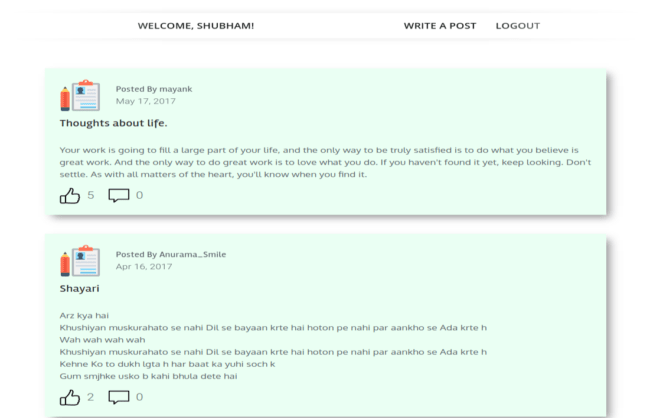 WELCOME, SHUBHAM! WRITE A POST LOGOUT
Posted By mayank
May 17, 2017
Thoughts about life.
Your work is going to fill a large part of your life, and the only way to be truly satisfied is to do what you believe is
great work. And the only way to do great work is to love what you do. If you haven't found it yet, keep looking. Don't
settle. As with all matters of the heart, you'll know when you find it.
5 0
Posted By Anurama_Smile
Apr 16, 2017
Shayari
Arz kya hai
Khushiyan muskurahato se nahi Dil se bayaan krte hai hoton pe nahi par aankho se Ada krte h
Wah wah wah wah
Khushiyan muskurahato se nahi Dil se bayaan krte hai hoton pe nahi par aankho se Ada krte h
Kehne Ko to dukh lgta h har baat ka yuhi soch k
Gum smjhke usko b kahi bhula dete hai
2 0